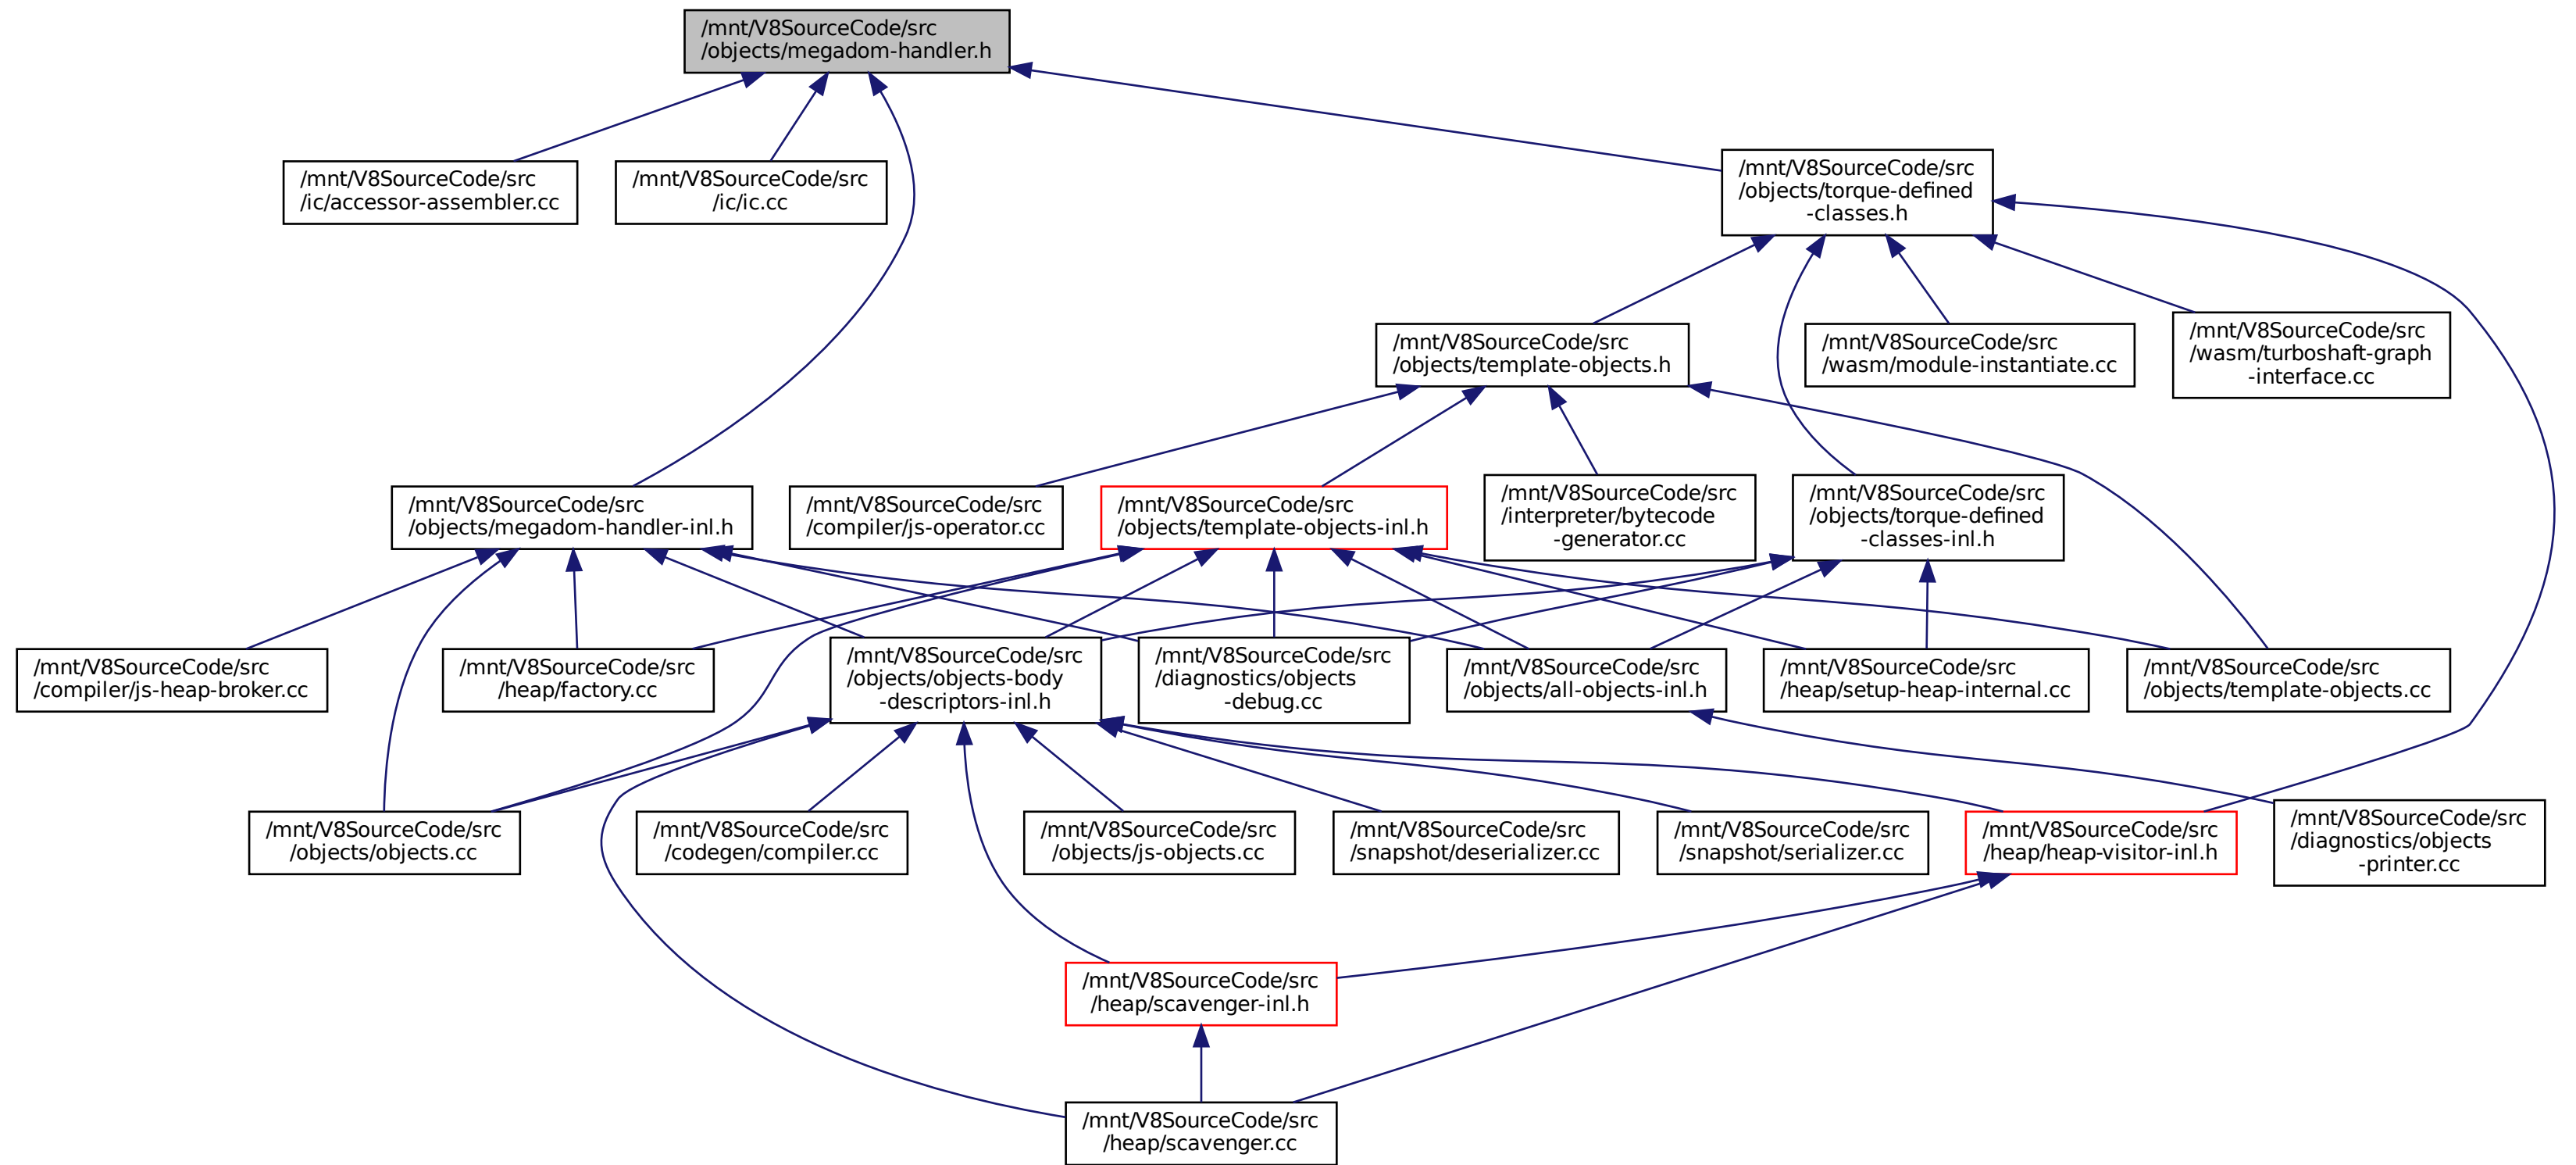 /mnt/V8SourceCode/src
/objects/megadom-handler.h
/mnt/V8SourceCode/src
/ic/accessor-assembler.cc
/mnt/V8SourceCode/src
/ic/ic.cc
/mnt/V8SourceCode/src
/objects/torque-defined
-classes.h
/mnt/V8SourceCode/src
/objects/template-objects.h
/mnt/V8SourceCode/src
/wasm/module-instantiate.cc
/mnt/V8SourceCode/src
/wasm/turboshaft-graph
-interface.cc
/mnt/V8SourceCode/src
/objects/megadom-handler-inl.h
/mnt/V8SourceCode/src
/compiler/js-operator.cc
/mnt/V8SourceCode/src
/objects/template-objects-inl.h
/mnt/V8SourceCode/src
/interpreter/bytecode
-generator.cc
/mnt/V8SourceCode/src
/objects/torque-defined
-classes-inl.h
/mnt/V8SourceCode/src
/compiler/js-heap-broker.cc
/mnt/V8SourceCode/src
/heap/factory.cc
/mnt/V8SourceCode/src
/objects/objects-body
-descriptors-inl.h
/mnt/V8SourceCode/src
/diagnostics/objects
-debug.cc
/mnt/V8SourceCode/src
/objects/all-objects-inl.h
/mnt/V8SourceCode/src
/heap/setup-heap-internal.cc
/mnt/V8SourceCode/src
/objects/template-objects.cc
/mnt/V8SourceCode/src
/objects/objects.cc
/mnt/V8SourceCode/src
/codegen/compiler.cc
/mnt/V8SourceCode/src
/objects/js-objects.cc
/mnt/V8SourceCode/src
/snapshot/deserializer.cc
/mnt/V8SourceCode/src
/snapshot/serializer.cc
/mnt/V8SourceCode/src
/heap/heap-visitor-inl.h
/mnt/V8SourceCode/src
/diagnostics/objects
-printer.cc
/mnt/V8SourceCode/src
/heap/scavenger-inl.h
/mnt/V8SourceCode/src
/heap/scavenger.cc